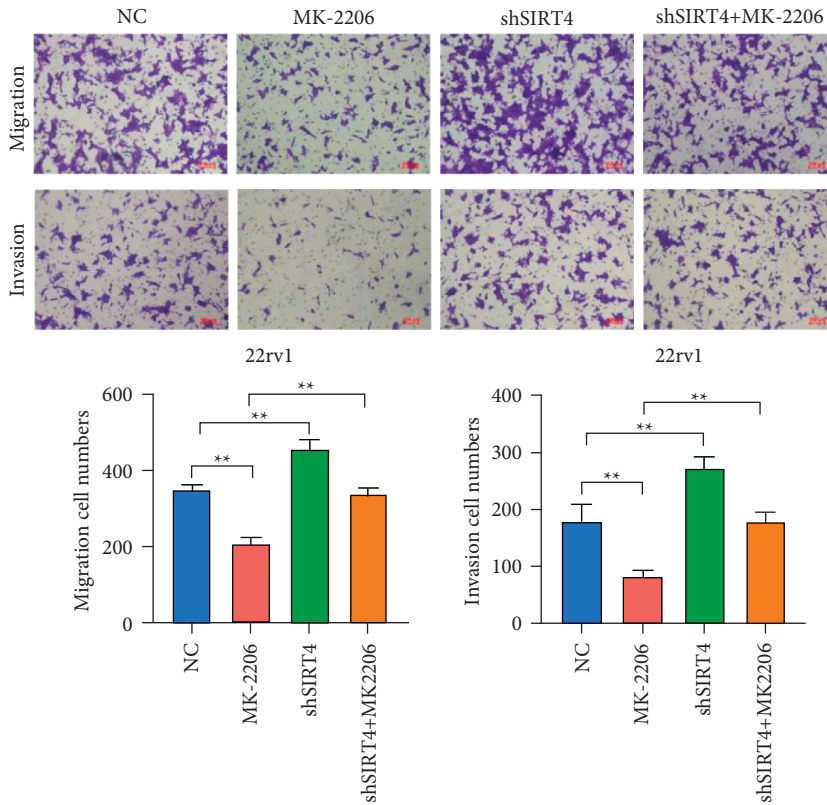 NC MK-2206 shSIRT4 shSIRT4+MK-2206
Migration
Invasion
22rv1
Migration cell numbers
600
400
200
0
**
**
**
NC
MK-2206
shSIRT4
shSIRT4+MK2206
22rv1
Invasion cell numbers
400
300
200
100
0
**
**
**
NC
MK-2206
shSIRT4
shSIRT4+MK2206